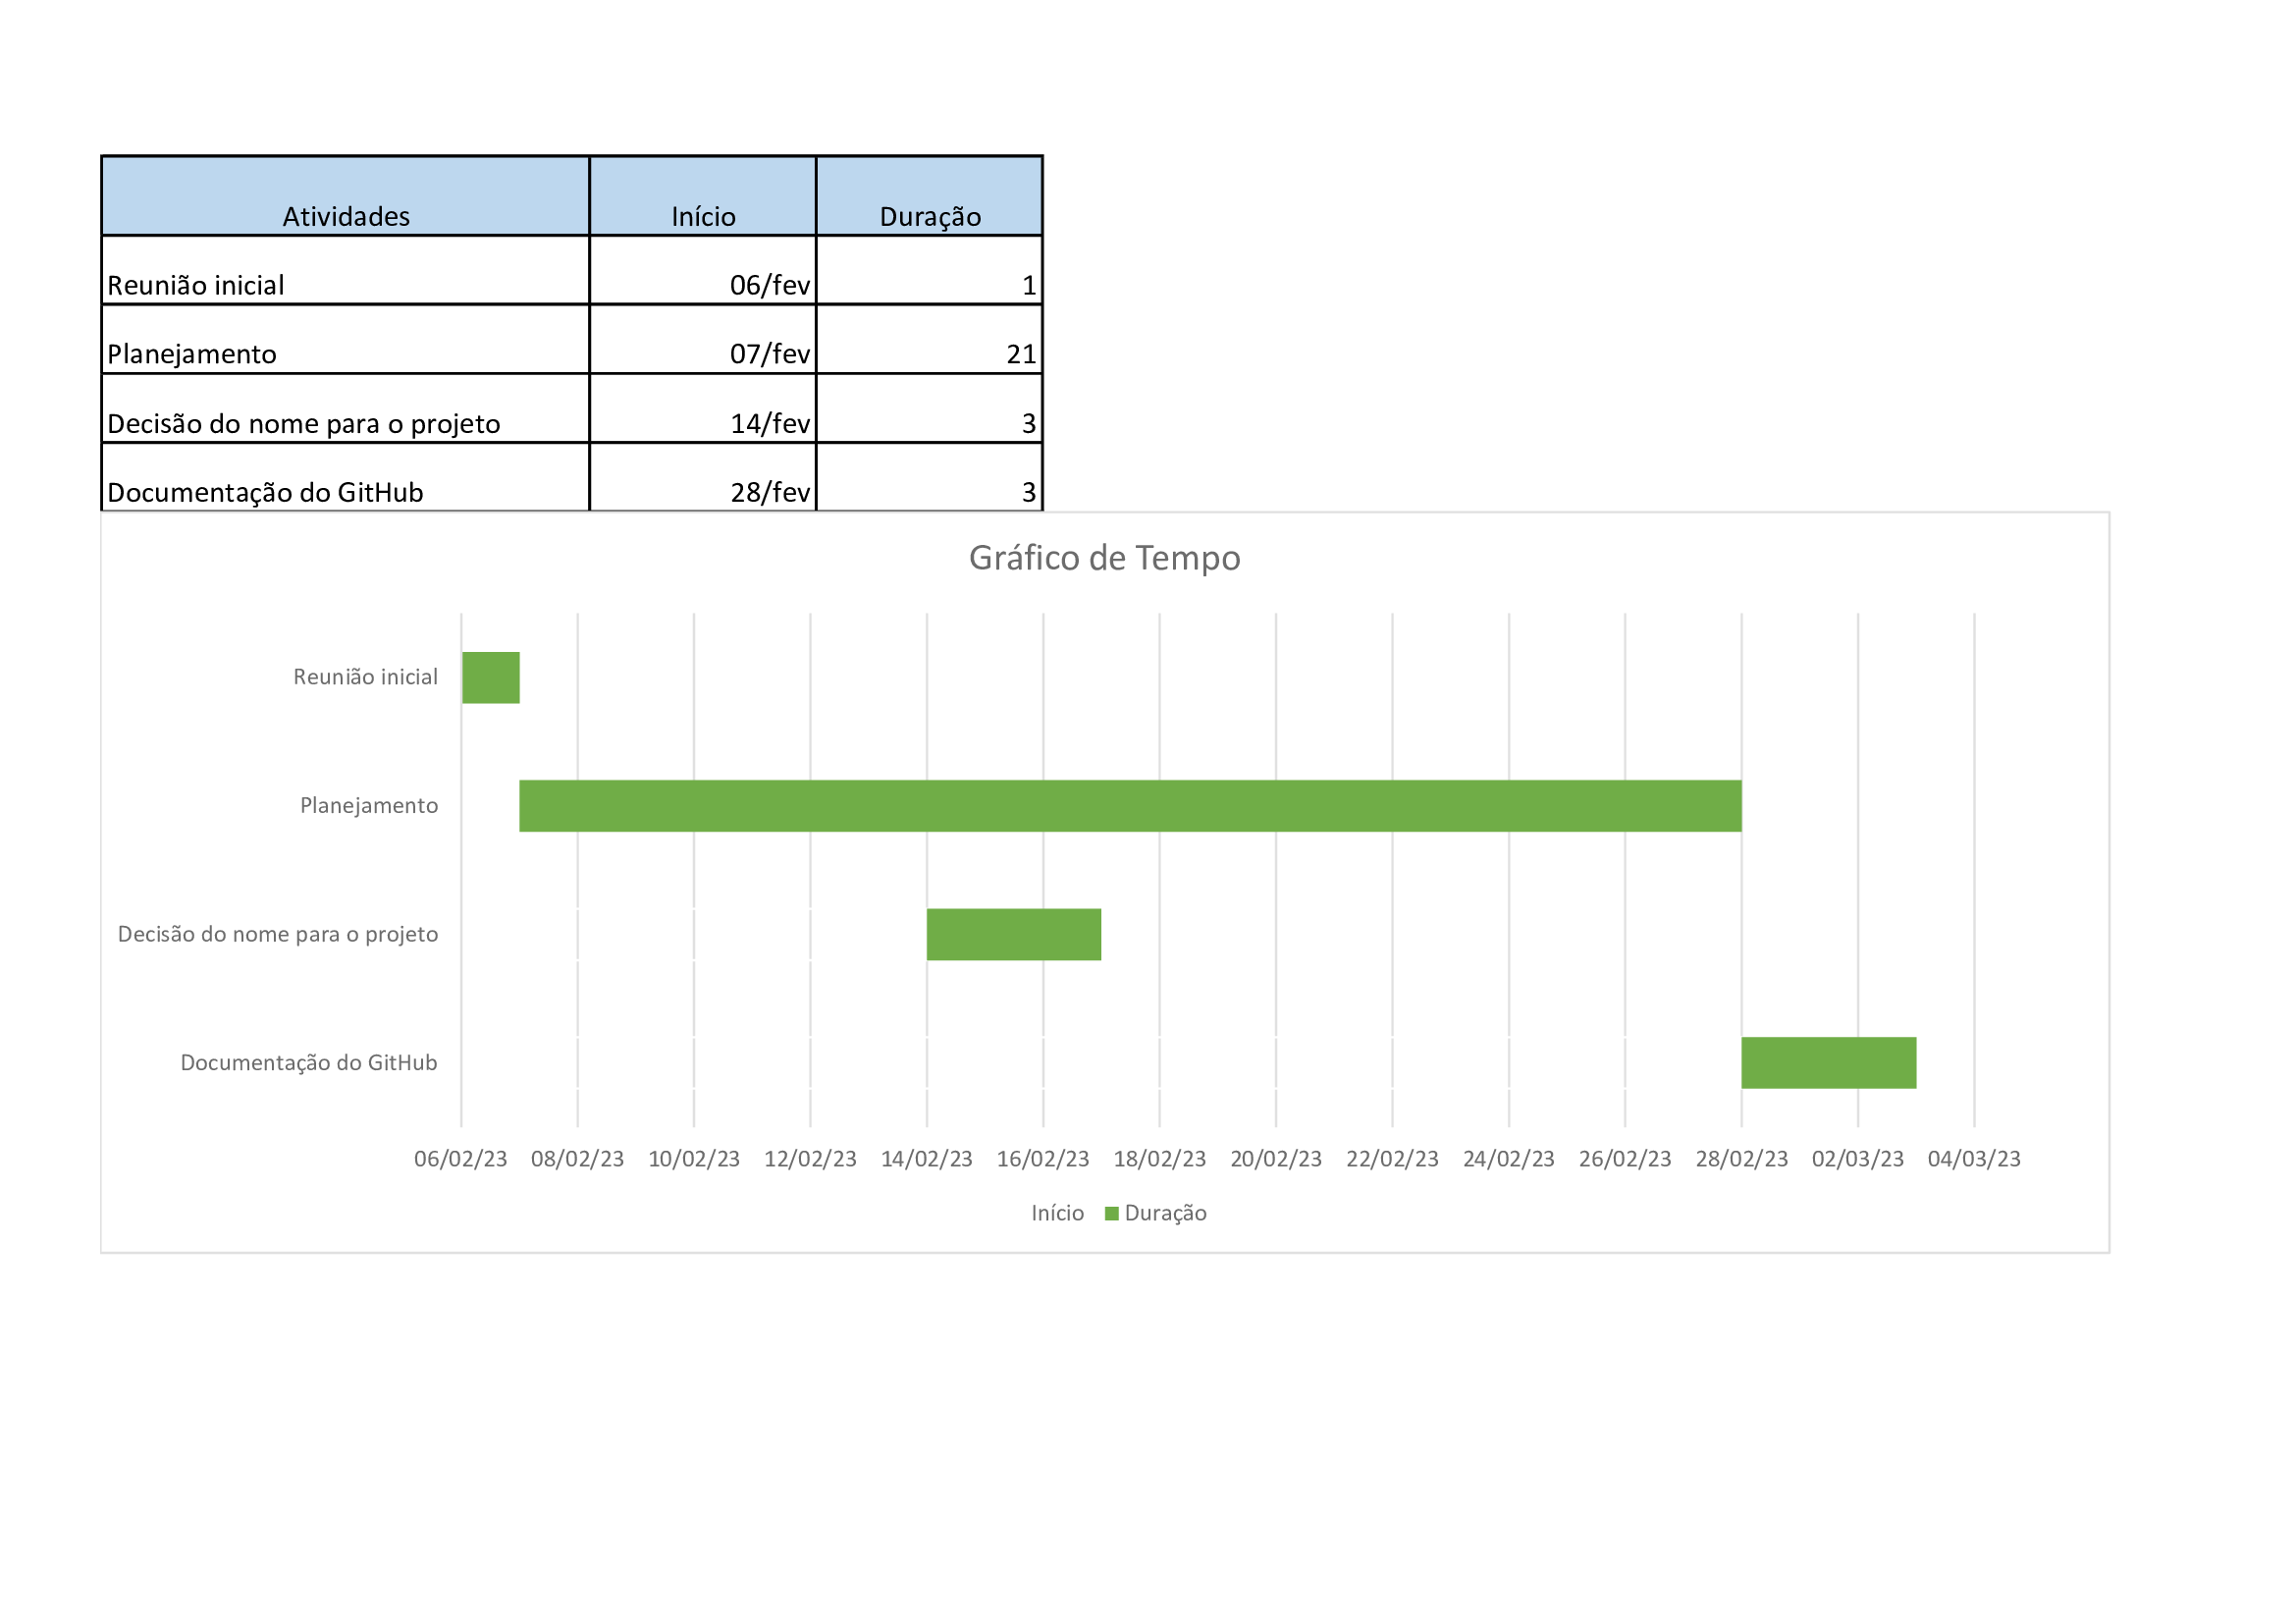 Atividades Início Duração
Reunião inicial 06/fev 1
Planejamento 07/fev 21
Decisão do nome para o projeto 14/fev 3
Documentação do GitHub 28/fev 3
Gráfico de Tempo
Reunião inicial
Planejamento
Decisão do nome para o projeto
Documentação do GitHub
06/02/23 08/02/23 10/02/23 12/02/23 14/02/23 16/02/23 18/02/23 20/02/23 22/02/23 24/02/23 26/02/23 28/02/23 02/03/23 04/03/23
Início Duração